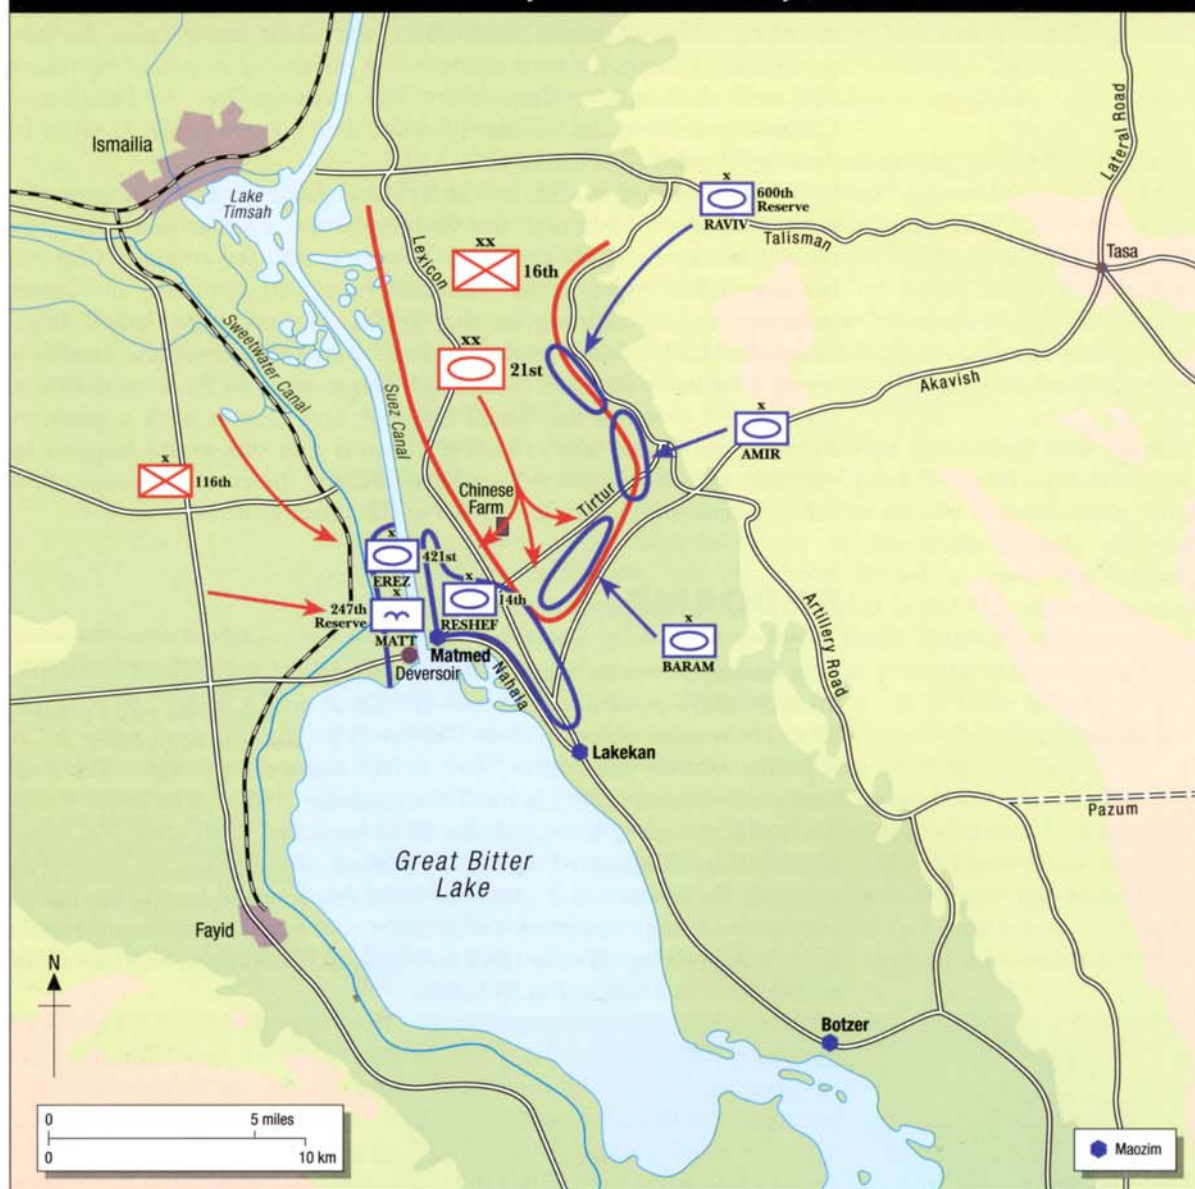 Ismailia
Lake
Timsah
Lexicon
xx
16th
x
600th
Reserve
RAVIV
Talisman
Lateral Road
Tasa
Sweetwater Canal
Suez Canal
xx
21st
Akavish
x
AMIR
x
116th
Chinese
Farm
Tirtur
x
421st
EREZ
x
247th
Reserve
MATT
x
14th
RESHEF
x
BARAM
Artillery Road
Matmed
Deversoir
Nahala
Lakekan
Pazum
Great Bitter
Lake
Fayid
N
Botzer
0 5 miles
0 10 km
Maozim